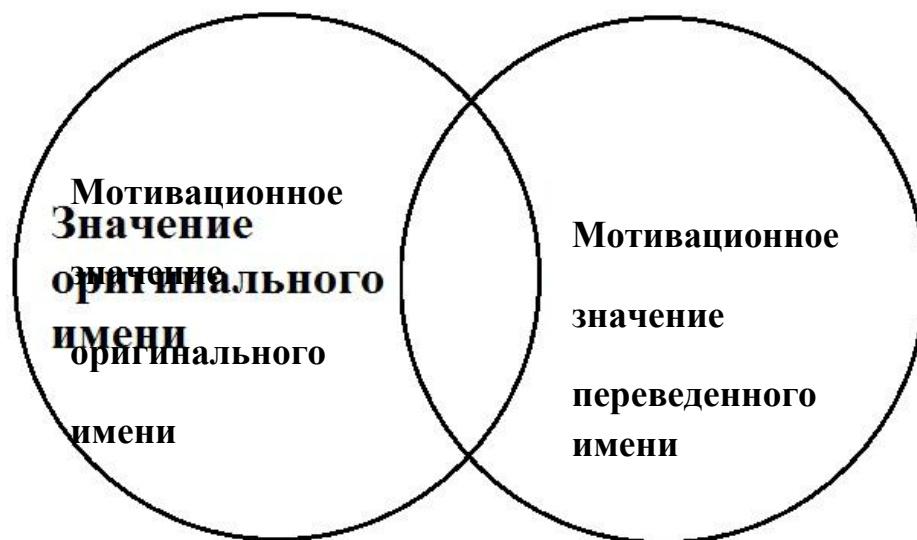 Мотивационное
Значение
значение
оригинального
имени
оригинального
имени
Мотивационное
значение
переведенного
имени